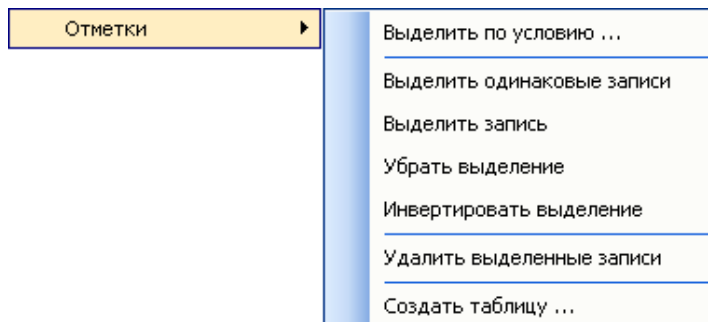 Отметки
Выделить по условию ...
Выделить одинаковые записи
Выделить запись
Убрать выделение
Инвертировать выделение
Удалить выделенные записи
Создать таблицу ...